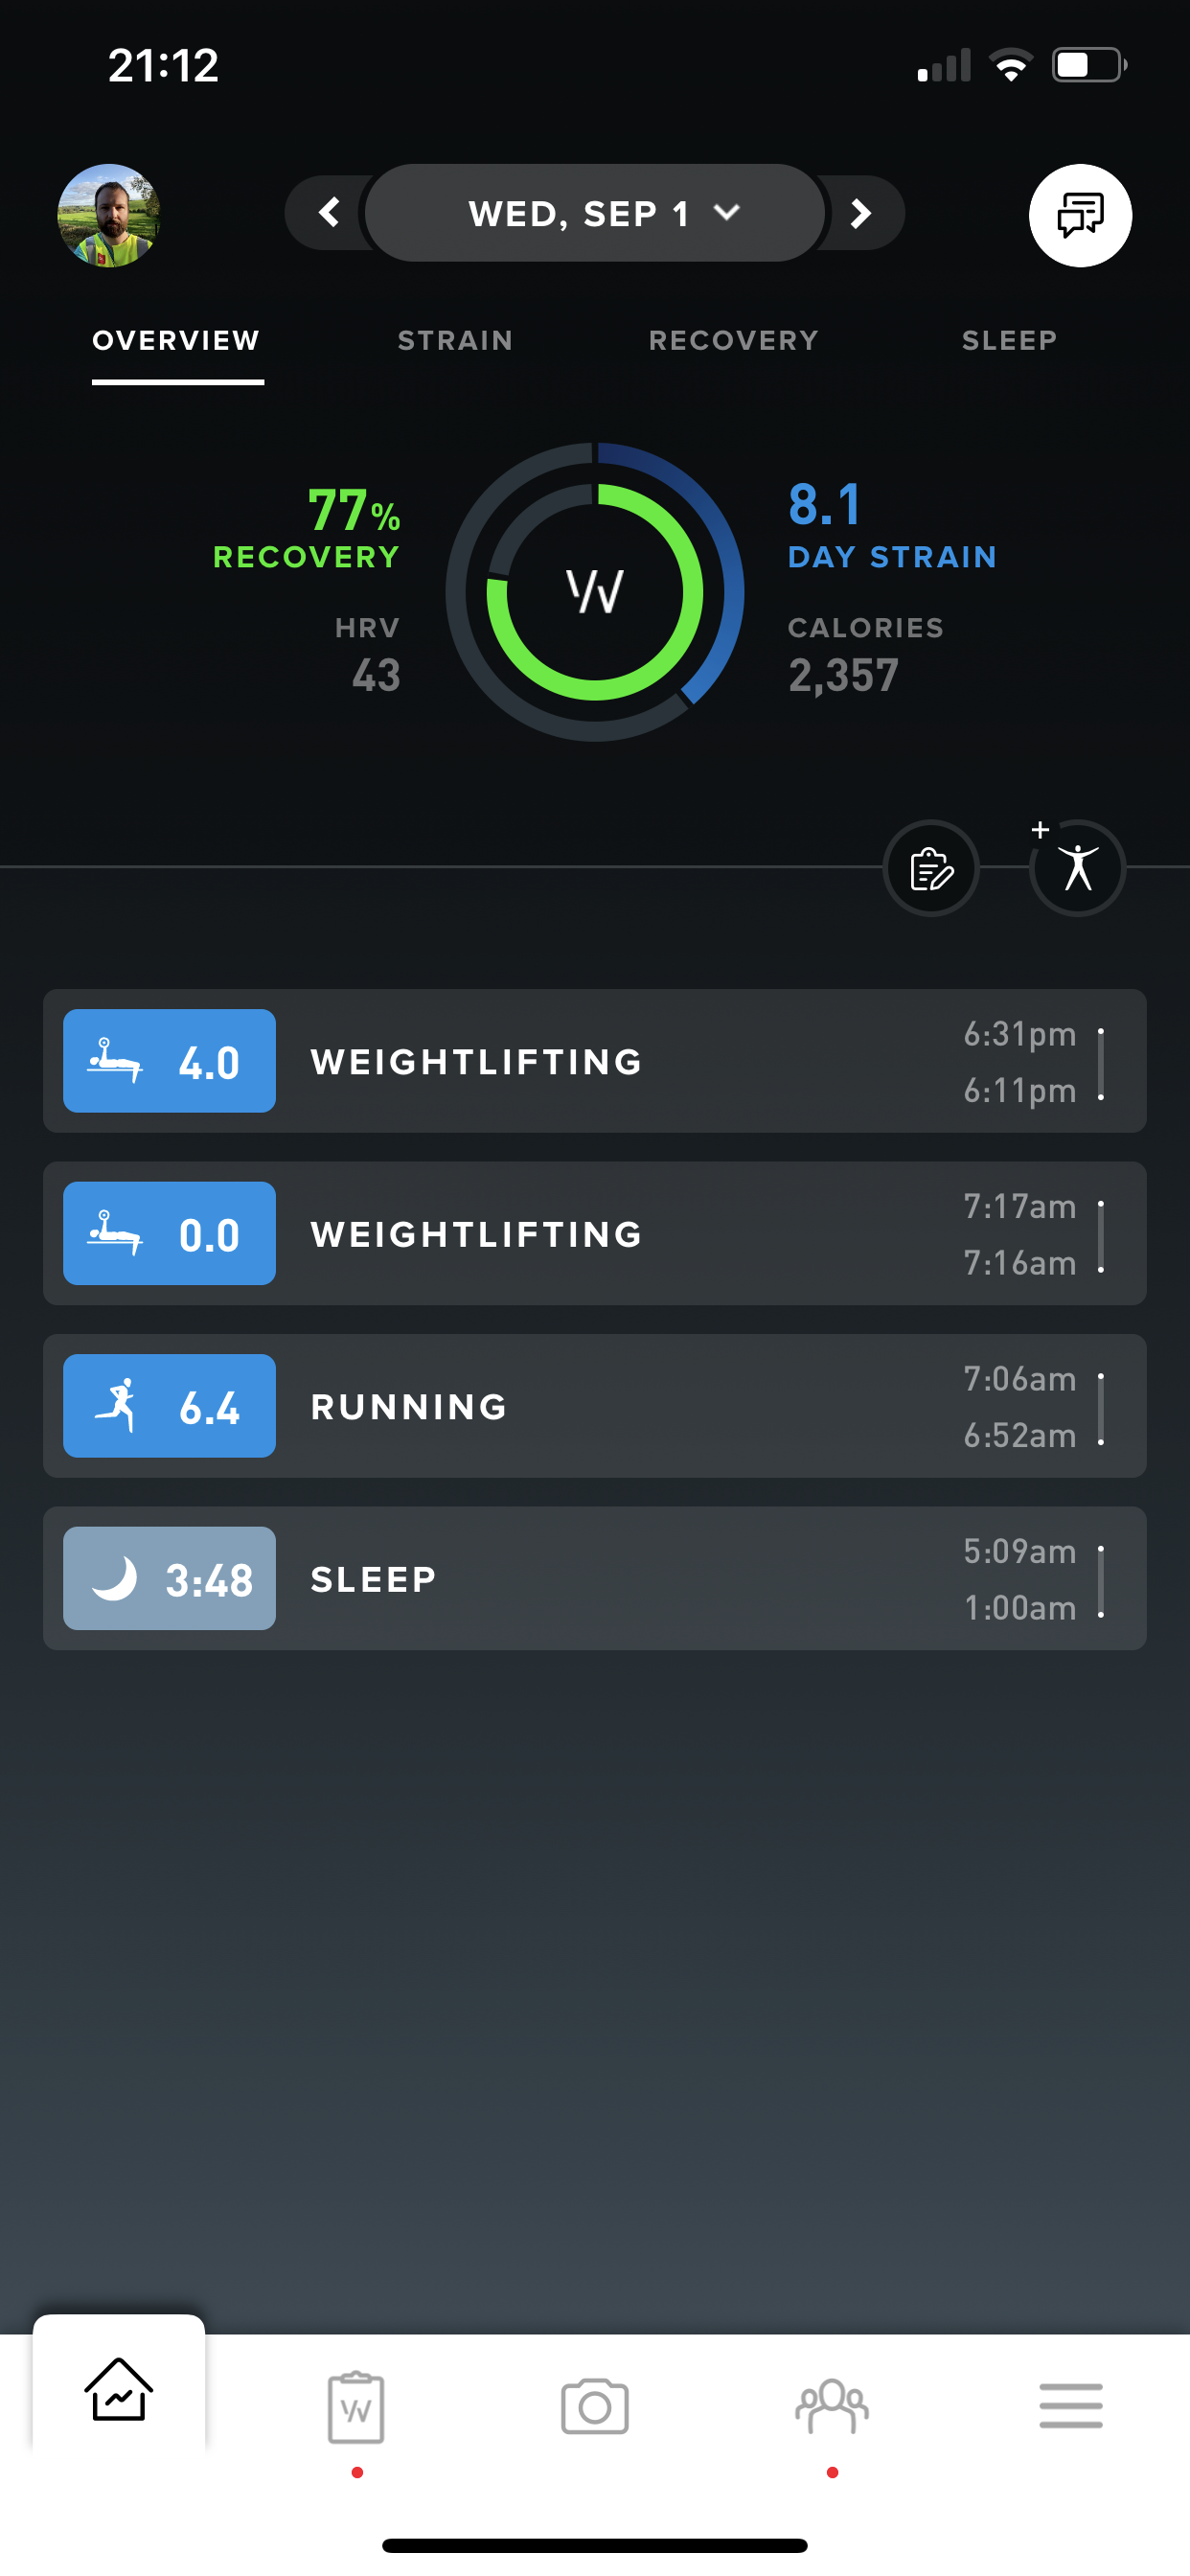 21:12
WED, SEP 1
OVERVIEW STRAIN RECOVERY SLEEP
77%
RECOVERY
HRV
43
8.1
DAY STRAIN
CALORIES
2,357
4.0 WEIGHTLIFTING 6:31pm
6:11pm
0.0 WEIGHTLIFTING 7:17am
7:16am
6.4 RUNNING 7:06am
6:52am
3:48 SLEEP 5:09am
1:00am